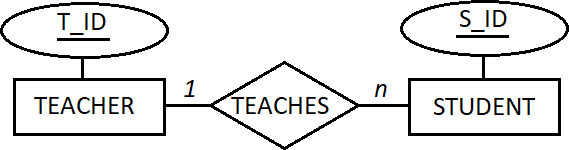 T_ID
S_ID
1
n
TEACHER
TEACHES
STUDENT